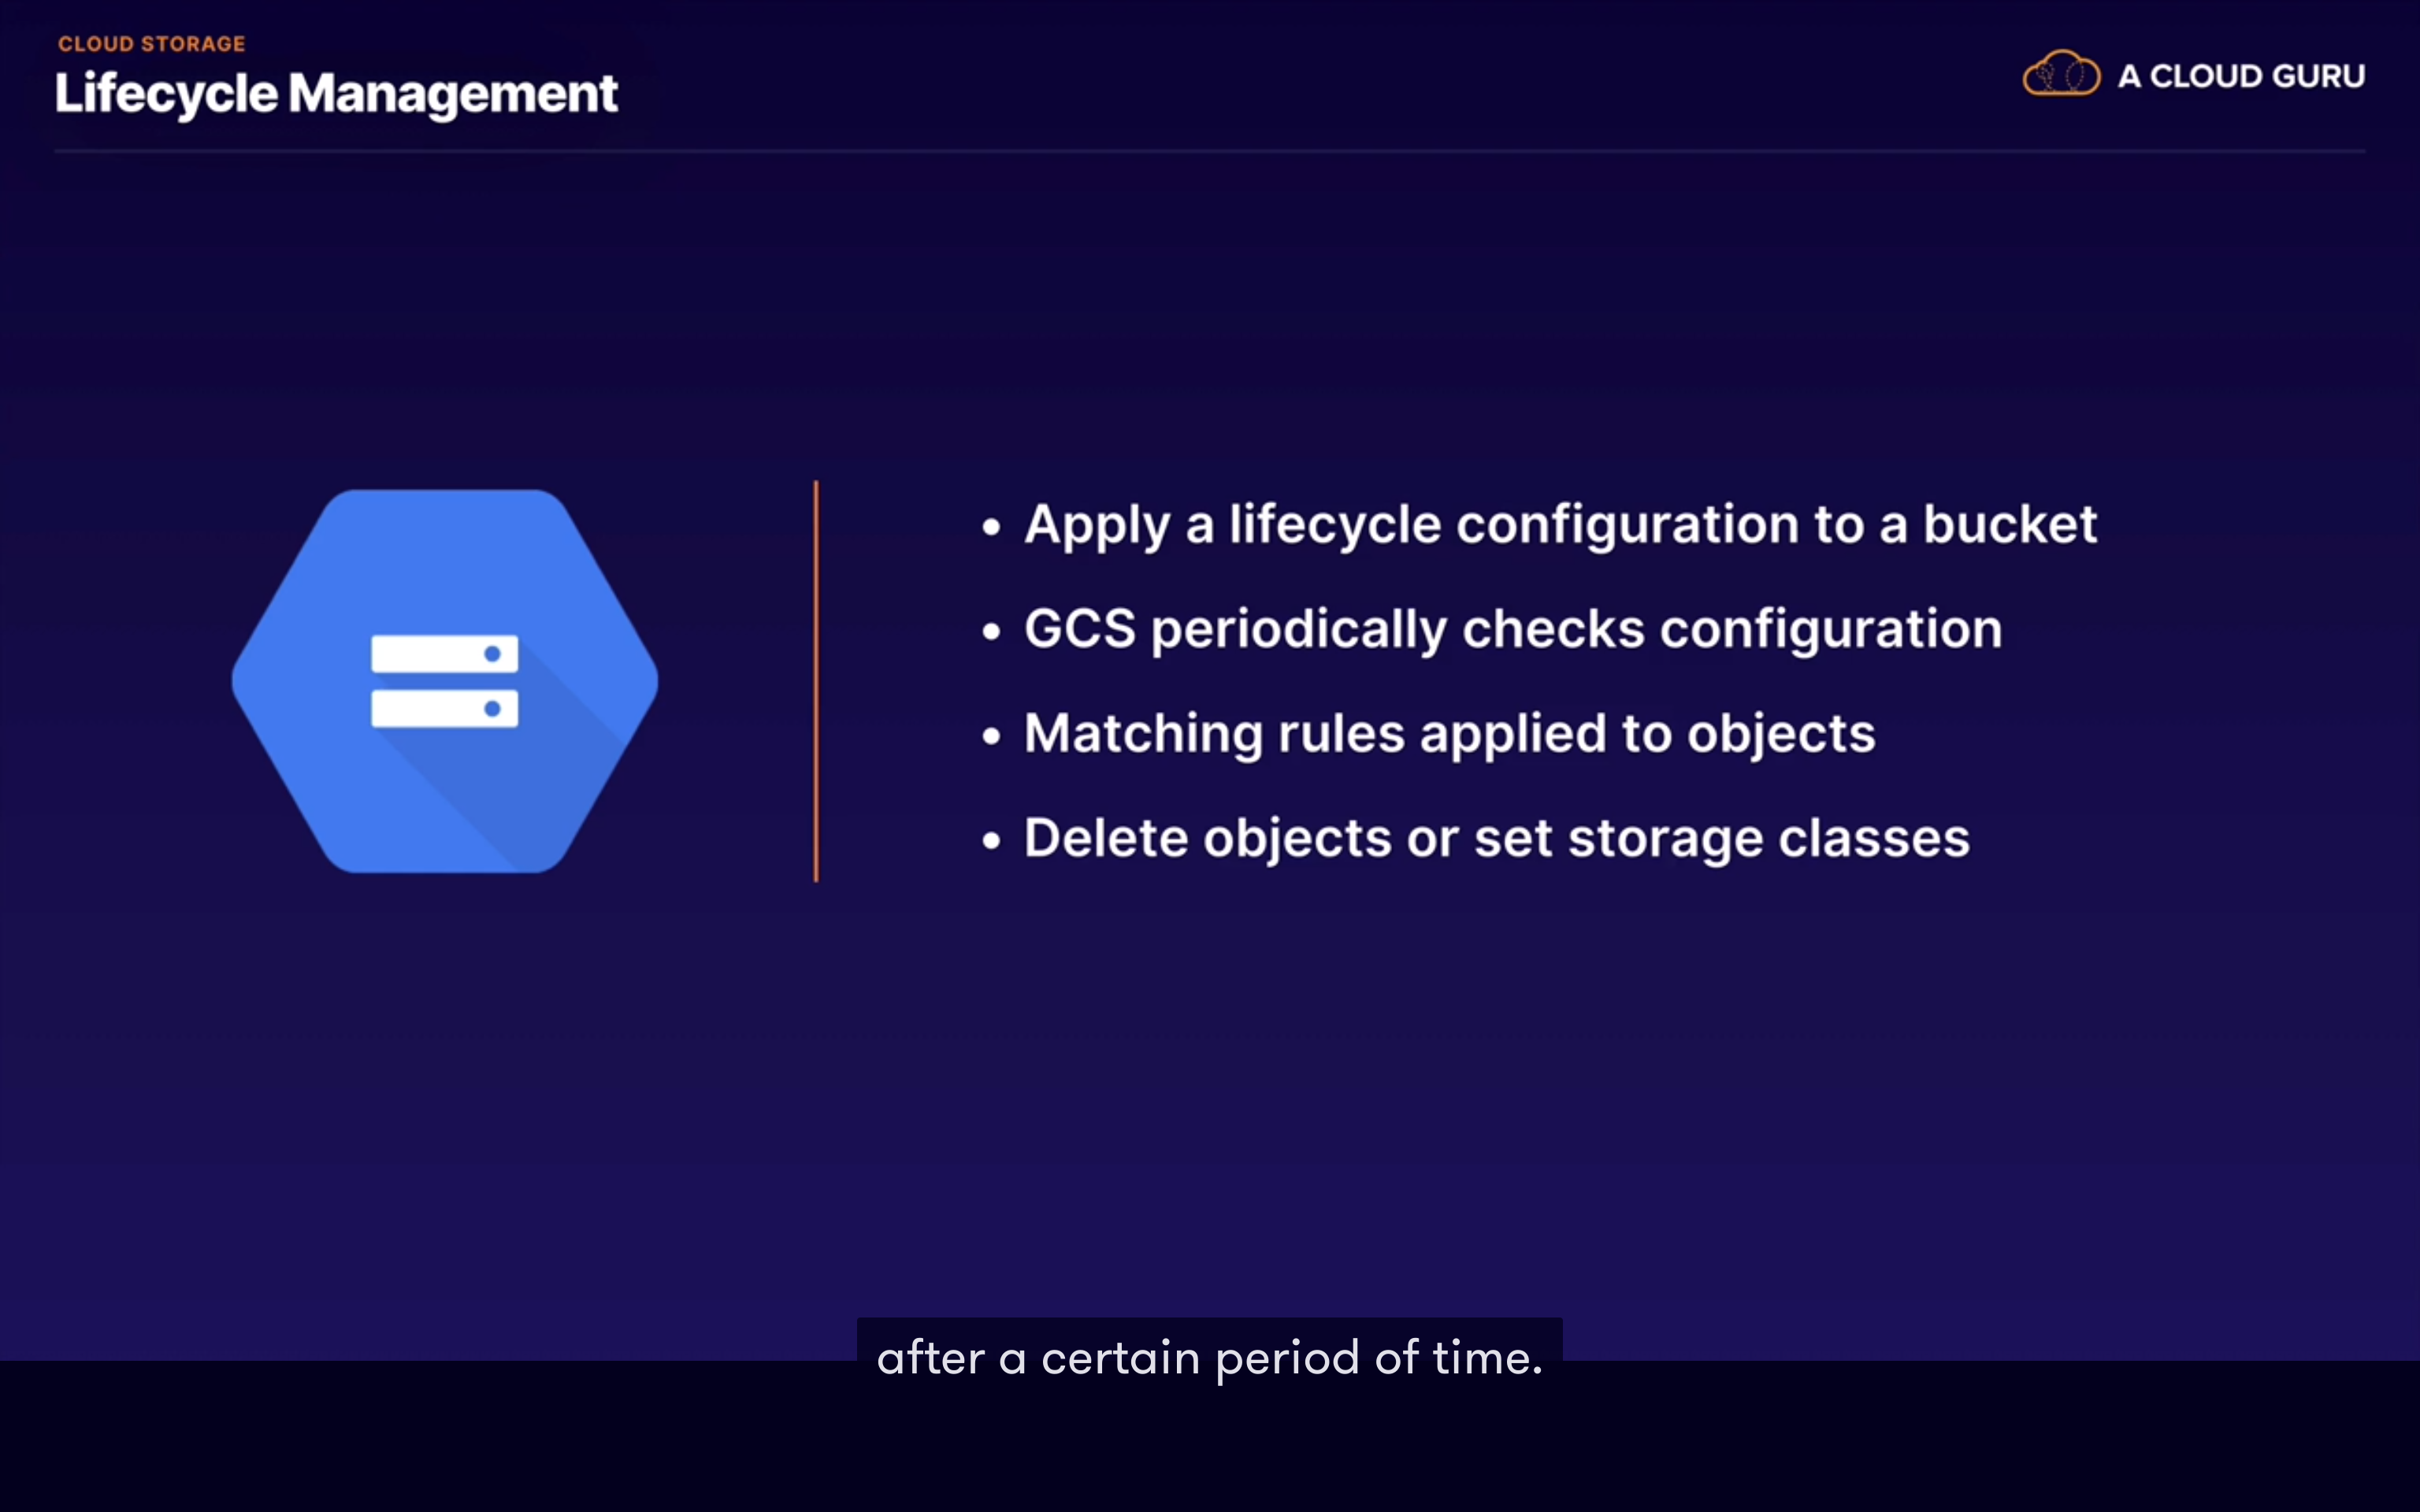 CLOUD STORAGE
Lifecycle Management
A CLOUD GURU
• Apply a lifecycle configuration to a bucket
• GCS periodically checks configuration
• Matching rules applied to objects
• Delete objects or set storage classes
after a certain period of time.